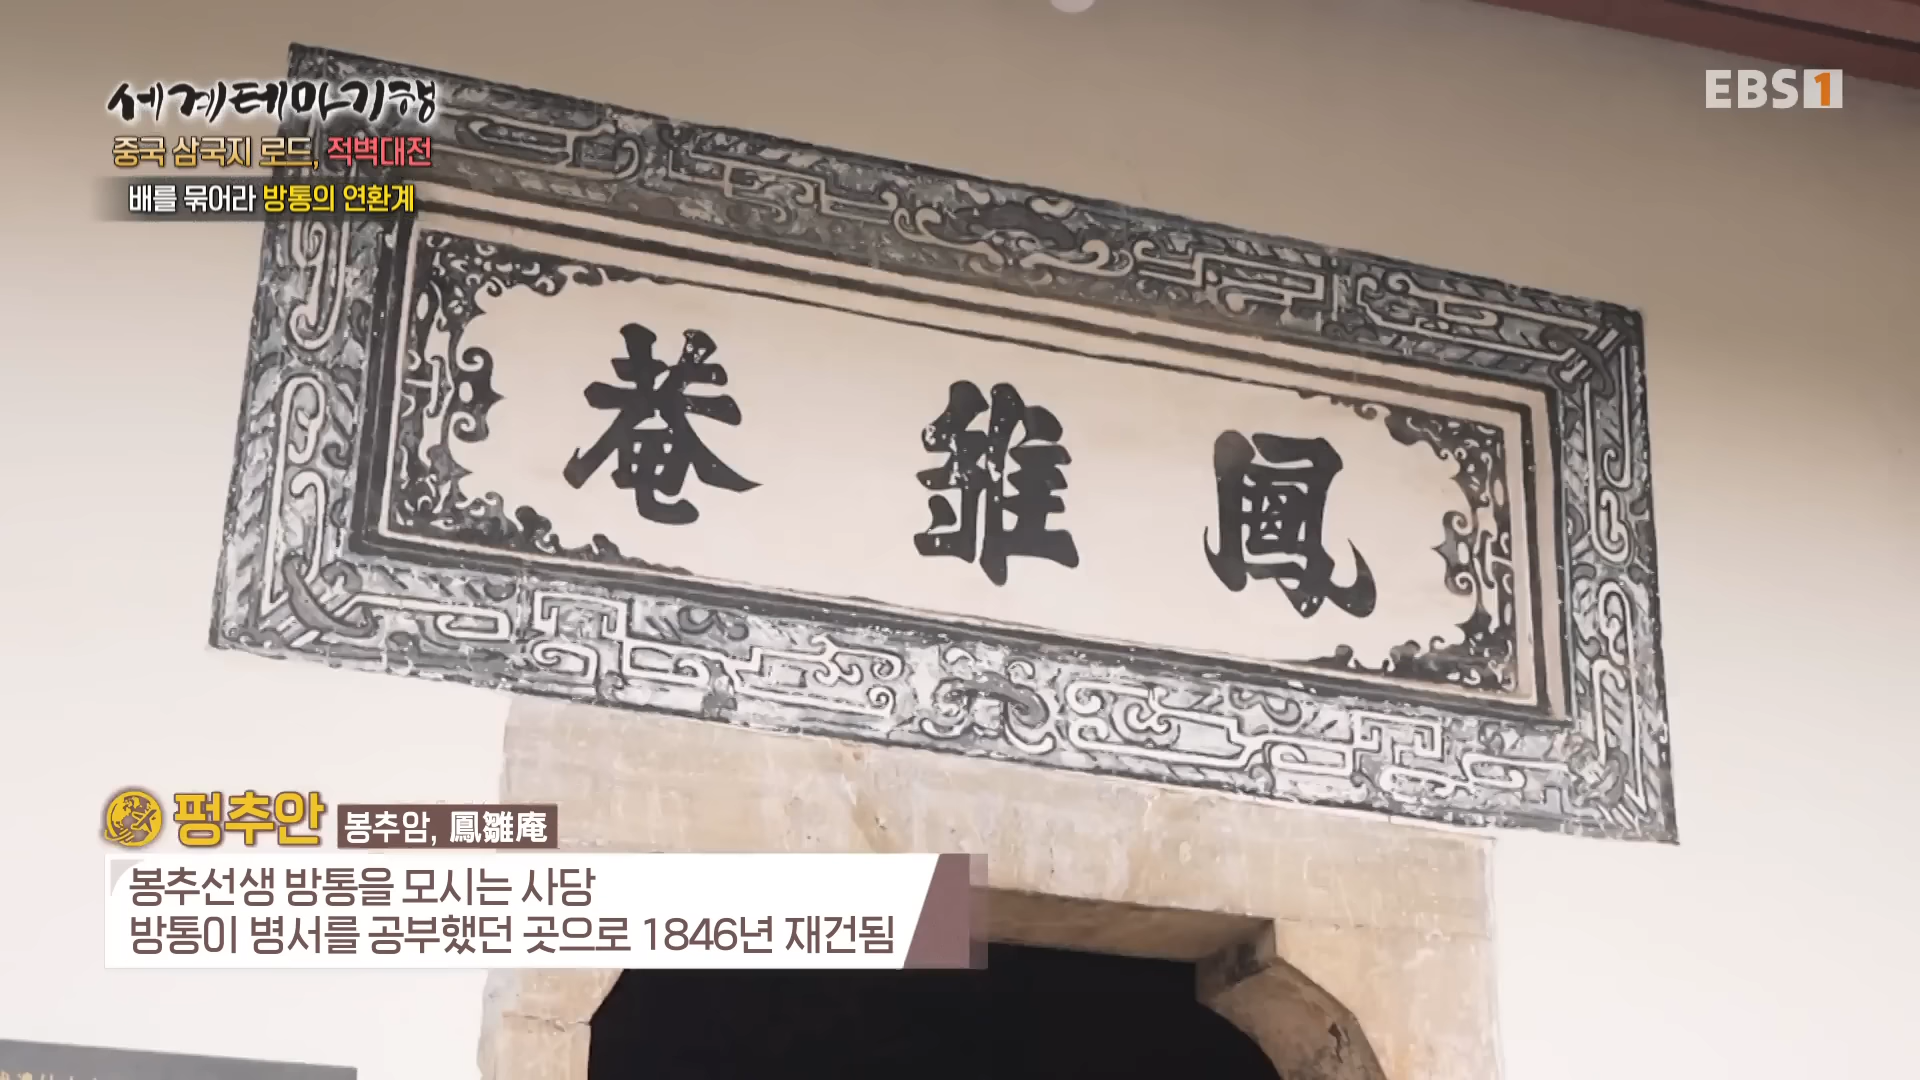 세계테마기행
중국 삼국지 로드, 적벽대전
배를 묶어라 방통의 연환계
EBS1
鳳雛菴
펑추안 봉추암, 鳳雛庵
봉추선생 방통을 모시는 사당
방통이 병서를 공부했던 곳으로 1846년 재건됨